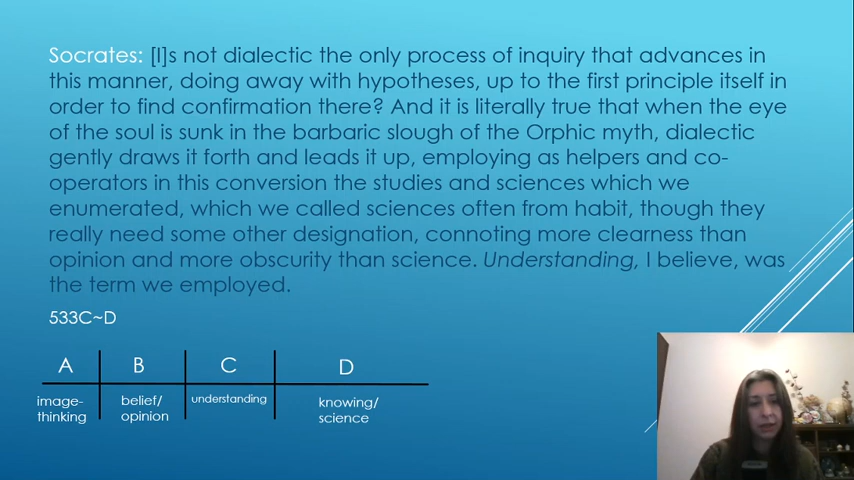 Socrates: [I]s not dialectic the only process of inquiry that advances in
this manner, doing away with hypotheses, up to the first principle itself in
order to find confirmation there? And it is literally true that when the eye
of the soul is sunk in the barbaric slough of the Orphic myth, dialectic
gently draws it forth and leads it up, employing as helpers and co-
operators in this conversion the studies and sciences which we
enumerated, which we called sciences often from habit, though they
really need some other designation, connoting more clearness than
opinion and more obscurity than science. Understanding, I believe, was
the term we employed.
533C~D
A B C D
image- belief/ understanding knowing/
thinking opinion science